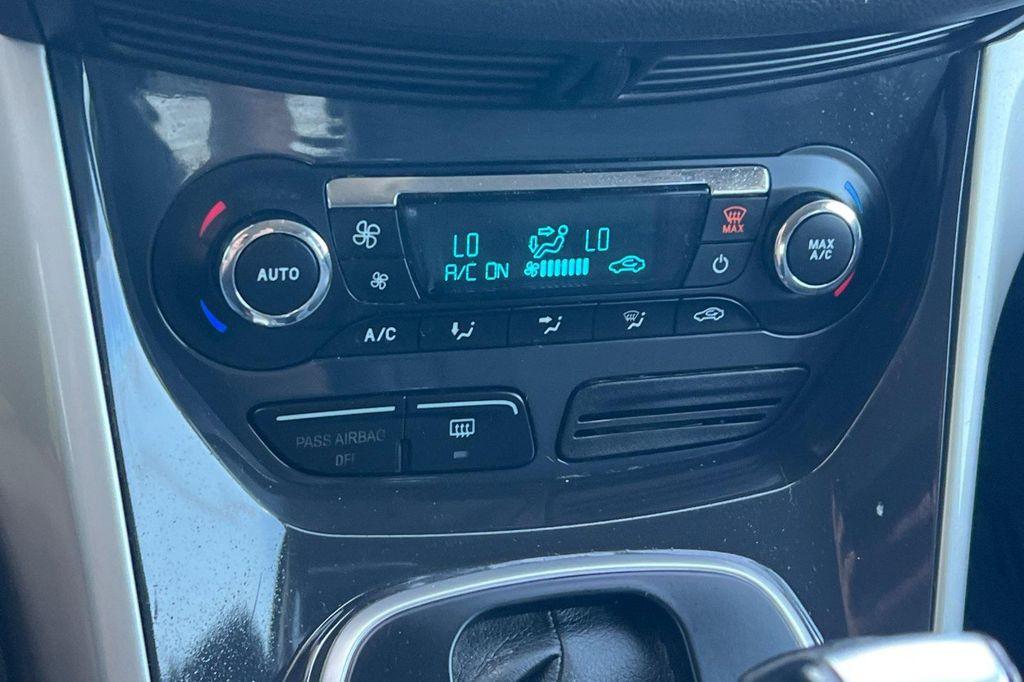 AUTO
LO LO
A/C ON
MAX
MAX
A/C
A/C
PASS AIRBAG
OFF